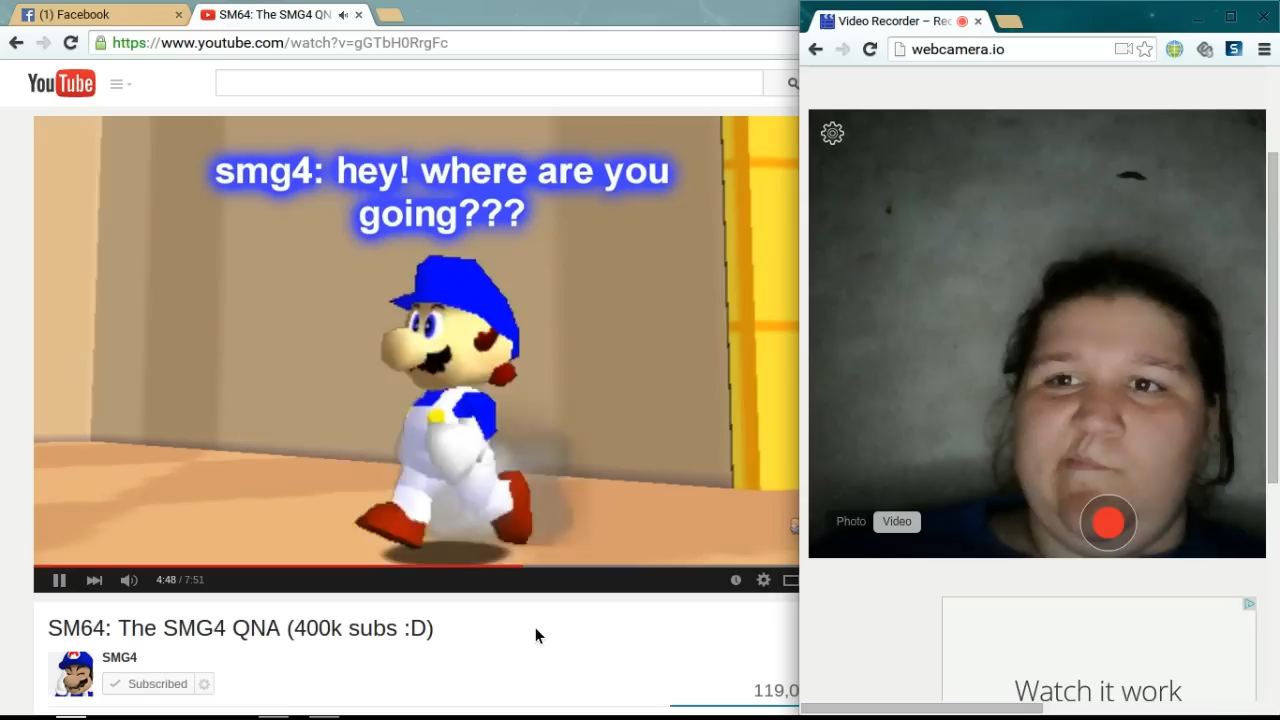 (1) Facebook
SM64: The SMG4 QN
https://www.youtube.com/watch?v=gGTbH0RrgFc
YouTube
smg4: hey! where are you
going???
4:48 / 7:51
SM64: The SMG4 QNA (400k subs :D)
SMG4
Subscribed
119,0
Video Recorder – Rec
webcamera.io
S
Photo
Video
Watch it work